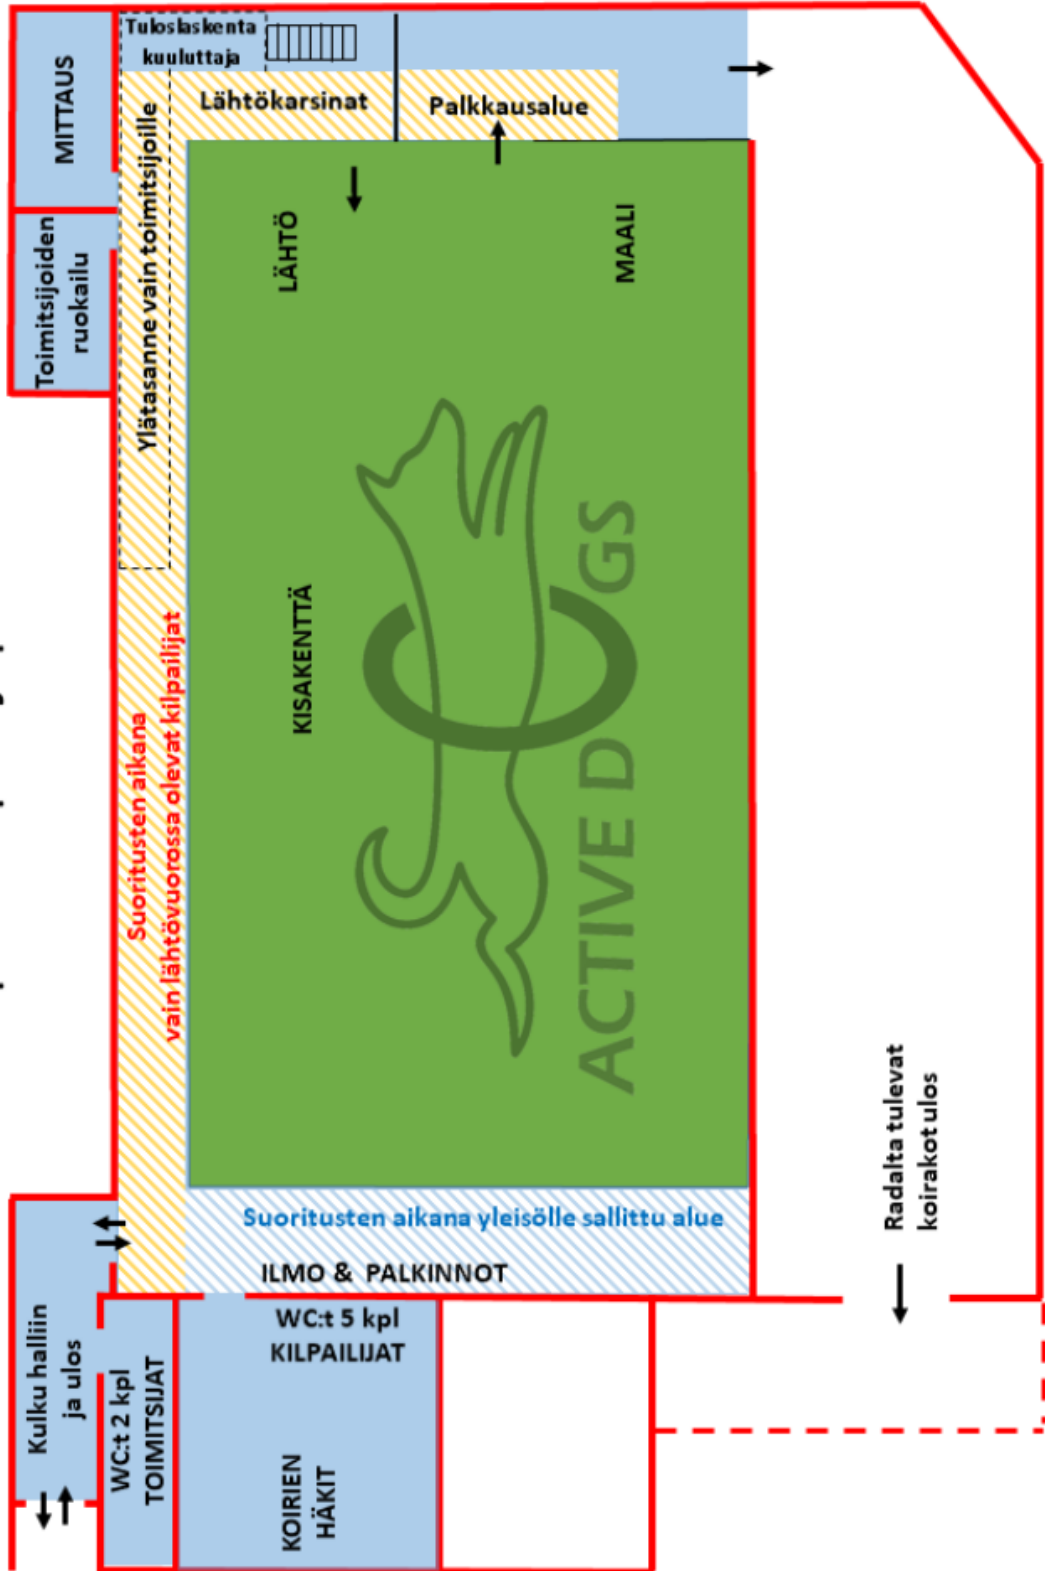 Tuloslaskenta
kuuluttaja
MITTAUS
Lähtökarsinat
Palkkausalue
Ylätasanne vain toimitsijoille
Toimitsijoiden
ruokailu
LÄHTÖ
MAALI
KISAKENTTÄ
Suoritusten aikana
vain lähtövuorossa olevat kilpailijat
ACTIVE D GS
Radalta tulevat
koirakot ulos
Suoritusten aikana yleisölle sallittu alue
ILMO & PALKINNOT
Kulku halliin
ja ulos
WC:t 2 kpl
TOIMITSIJAT
WC:t 5 kpl
KILPAILIJAT
KOIRIEN
HÄKIT